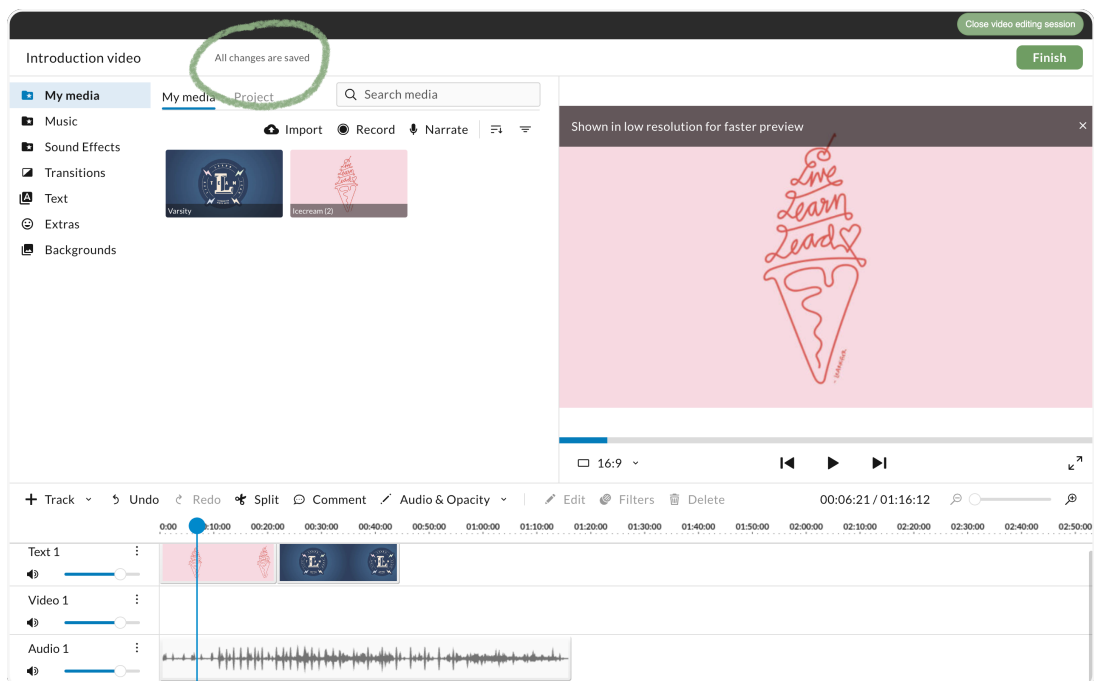 Close video editing session
Introduction video
All changes are saved
Finish
My media
Music
Sound Effects
Transitions
Text
Extras
Backgrounds
My media Project
Search media
Import Record Narrate
Varsity
L
Icecream (2)
Shown in low resolution for faster preview
Live
Learn
Lead
16:9
Track Undo Redo Split Comment Audio & Opacity Edit Filters Delete 00:06:21 / 01:16:12
0:00 0:10:00 00:20:00 00:30:00 00:40:00 00:50:00 01:00:00 01:10:00 01:20:00 01:30:00 01:40:00 01:50:00 02:00:00 02:10:00 02:20:00 02:30:00 02:40:00 02:50:00
Text 1
L L
Video 1
Audio 1